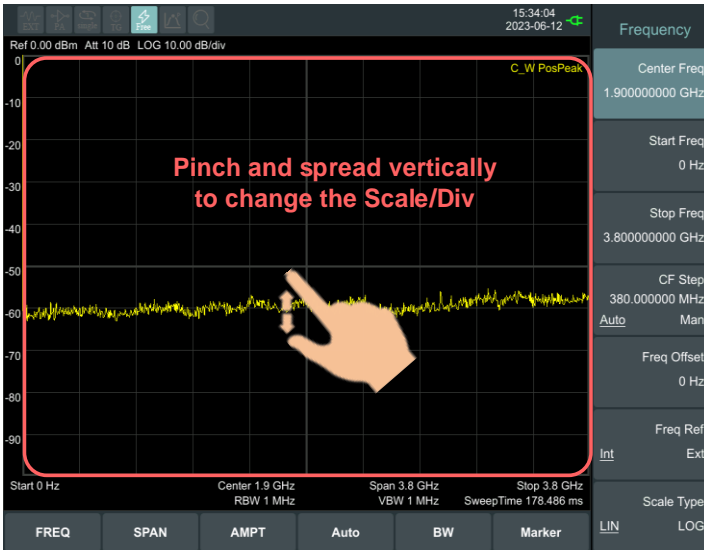 EXT PA single TG Free
15:34:04
2023-06-12
Ref 0.00 dBm Att 10 dB LOG 10.00 dB/div
C_W PosPeak
0
-10
-20
-30
-40
-50
-60
-70
-80
-90
Pinch and spread vertically
to change the Scale/Div
Start 0 Hz
Center 1.9 GHz
Span 3.8 GHz
Stop 3.8 GHz
RBW 1 MHz
VBW 1 MHz
SweepTime 178.486 ms
FREQ
SPAN
AMPT
Auto
BW
Marker
Frequency
Center Freq
1.900000000 GHz
Start Freq
0 Hz
Stop Freq
3.800000000 GHz
CF Step
380.000000 MHz
Auto Man
Freq Offset
0 Hz
Freq Ref
Int Ext
Scale Type
LIN LOG